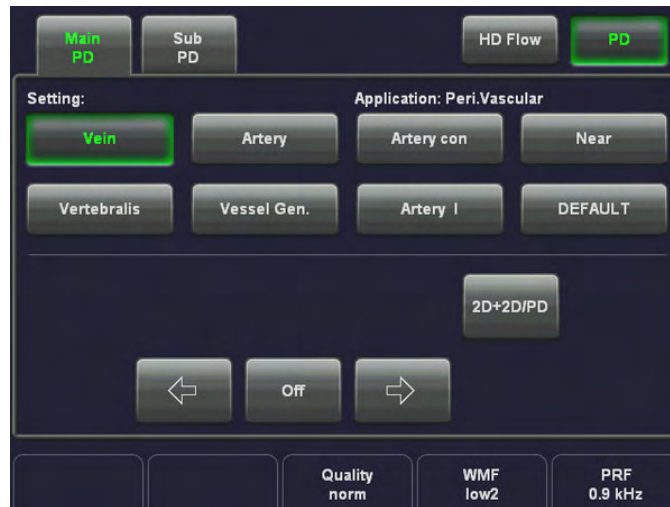 Main
PD
Sub
PD
HD Flow
PD
Setting:
Application: Peri.Vascular
Vein
Artery
Artery con
Near
Vertebralis
Vessel Gen.
Artery I
DEFAULT
2D+2D/PD
Off
Quality
norm
WMF
low2
PRF
0.9 kHz